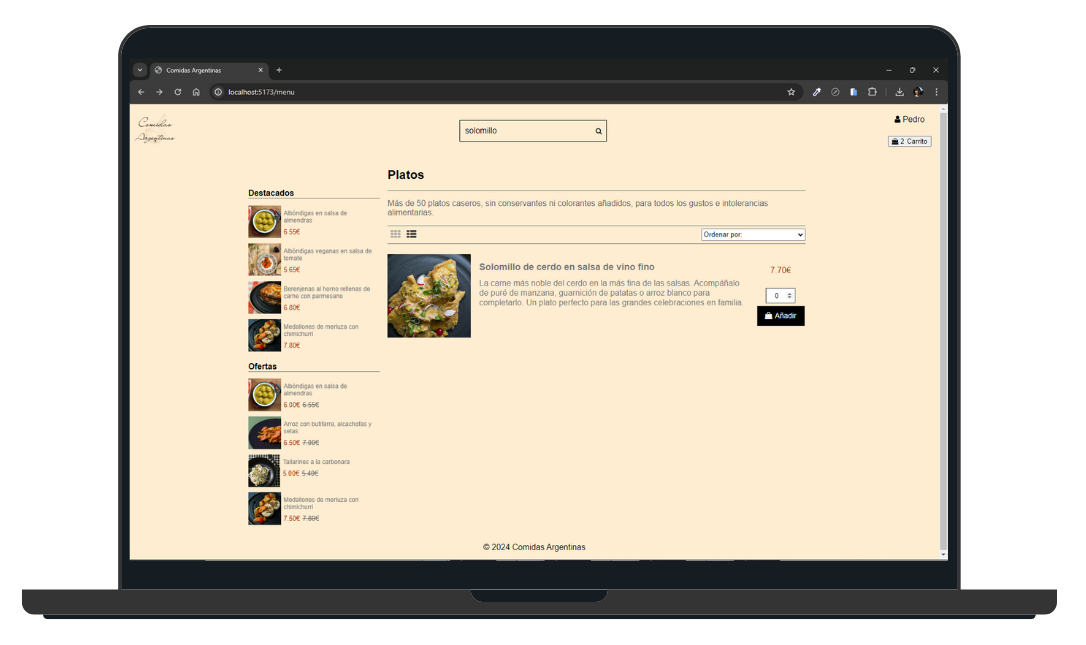 Comidas Argentinas
localhost:5173/menu
Comidas
Argentinas
solomillo
Pedro
2 Carrito
Platos
Más de 50 platos caseros, sin conservantes ni colorantes añadidos, para todos los gustos e intolerancias
alimentarias.
Ordenar por:
Solomillo de cerdo en salsa de vino fino
La carne más noble del cerdo en la más fina de las salsas. Acompáñalo
de puré de manzana, guarnición de patatas o arroz blanco para
completarlo. Un plato perfecto para las grandes celebraciones en familia.
7.70€
0
Añadir
Destacados
Albóndigas en salsa de
almendras
6.55€
Albóndigas veganas en salsa de
tomate
5.65€
Berenjenas al horno rellenas de
carne con parmesano
6.80€
Medallones de merluza con
chimichurri
7.80€
Ofertas
Albóndigas en salsa de
almendras
6.00€ 6.55€
Arroz con butifarra, alcachofas y
setas
6.50€ 7.00€
Tallarines a la carbonara
5.00€ 5.40€
Medallones de merluza con
chimichurri
7.50€ 7.80€
© 2024 Comidas Argentinas